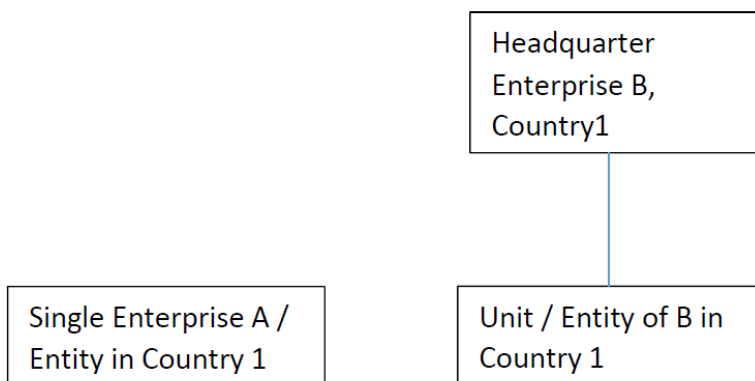 Headquarter
Enterprise B,
Country1
Single Enterprise A /
Entity in Country 1
Unit / Entity of B in
Country 1